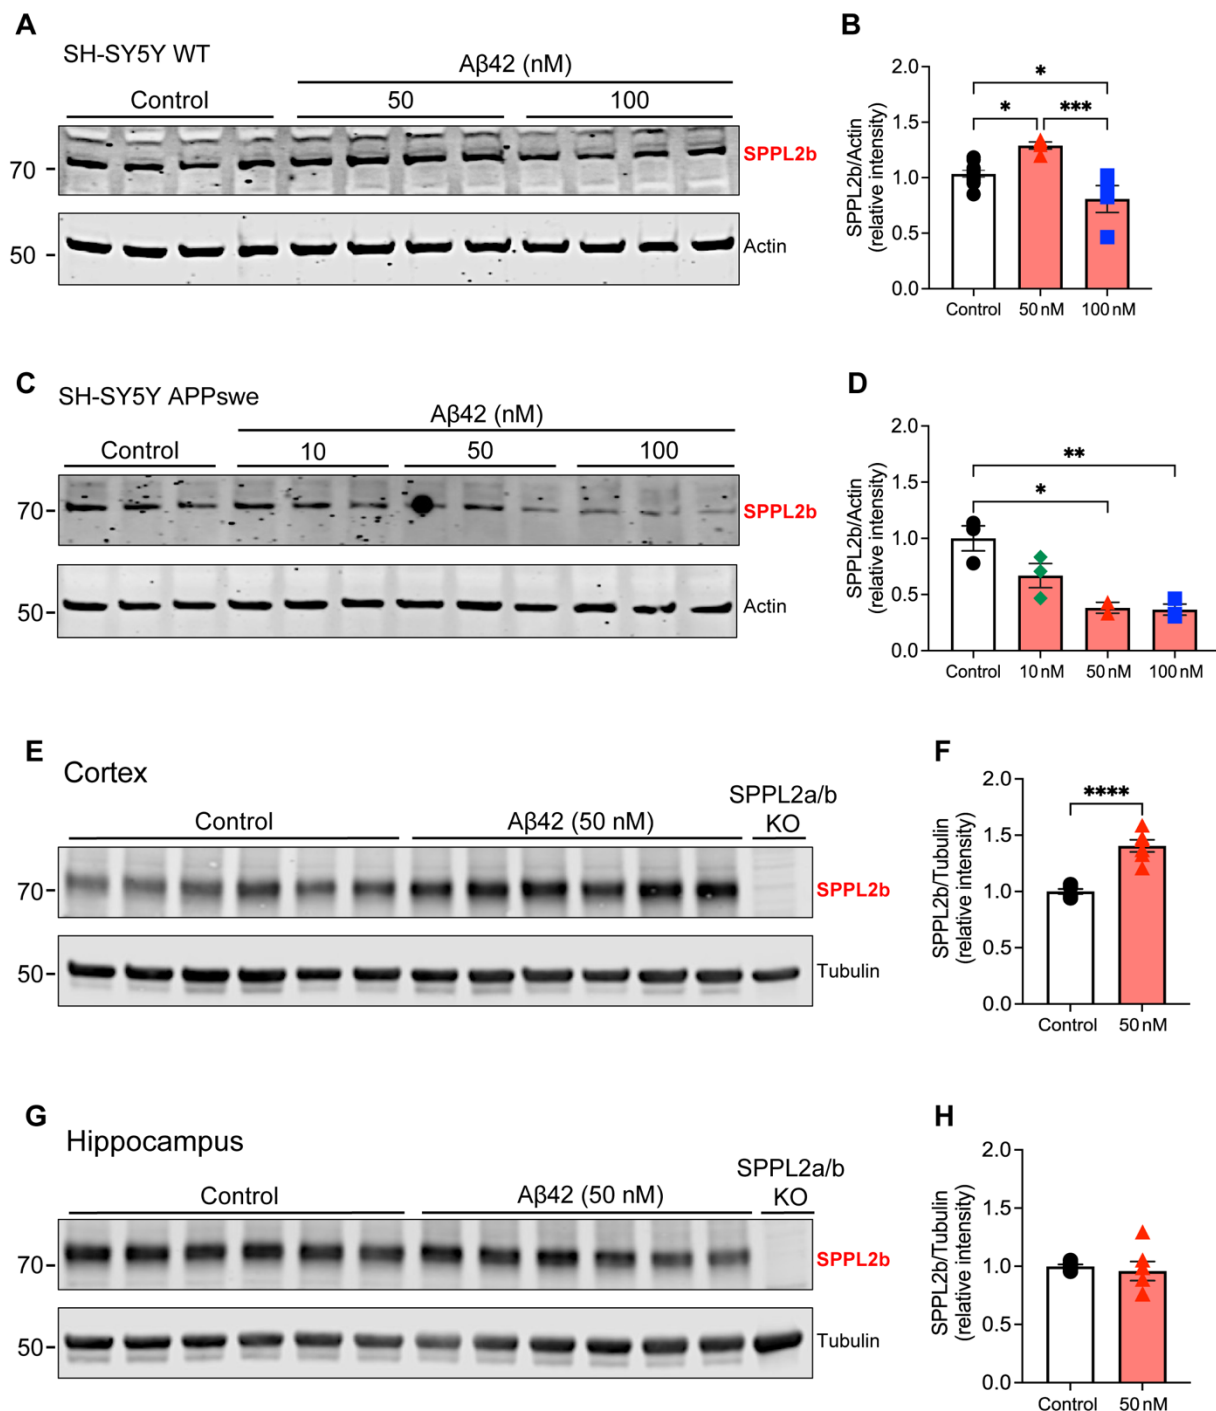 A
SH-SY5Y WT
Aβ42 (nM)
Control
50
100
70
SPPL2b
50
Actin
B
2.0
1.5
1.0
0.5
0.0
SPPL2b/Actin
(relative intensity)
*
*
***
Control
50 nM
100 nM
C
SH-SY5Y APPswe
Aβ42 (nM)
Control
10
50
100
70
SPPL2b
50
Actin
D
2.0
1.5
1.0
0.5
0.0
SPPL2b/Actin
(relative intensity)
**
*
Control
10 nM
50 nM
100 nM
E
Cortex
Control
Aβ42 (50 nM)
SPPL2a/b
KO
70
SPPL2b
50
Tubulin
F
2.0
1.5
1.0
0.5
0.0
SPPL2b/Tubulin
(relative intensity)
****
Control
50 nM
G
Hippocampus
Control
Aβ42 (50 nM)
SPPL2a/b
KO
70
SPPL2b
50
Tubulin
H
2.0
1.5
1.0
0.5
0.0
SPPL2b/Tubulin
(relative intensity)
Control
50 nM